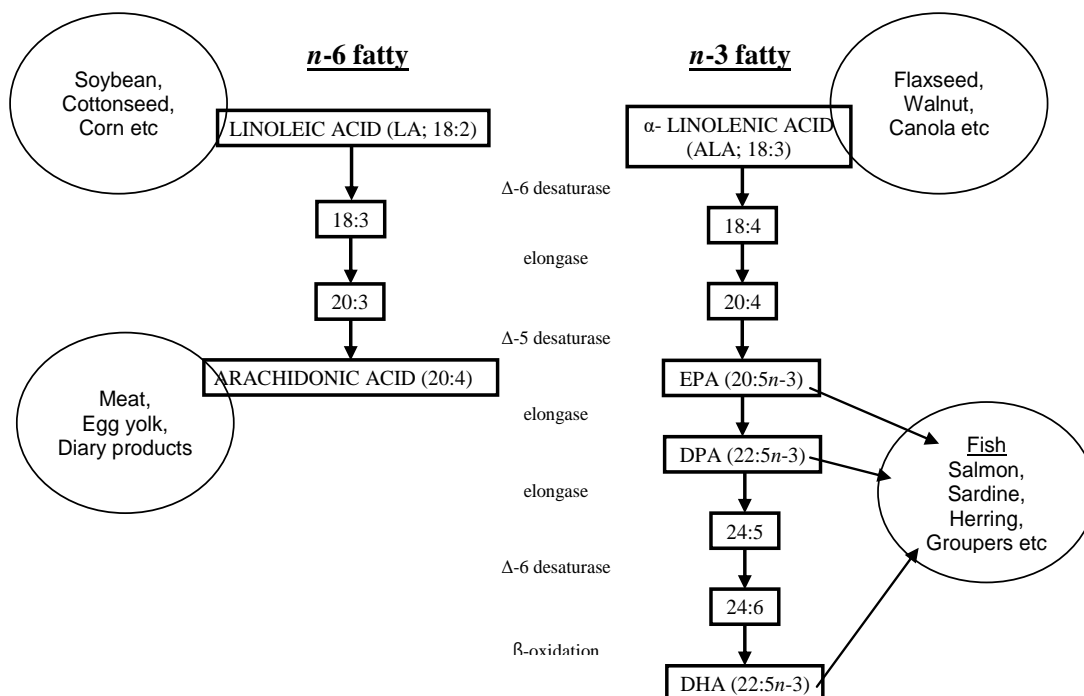 n-6 fatty
n-3 fatty
Soybean,
Cottonseed,
Corn etc
Flaxseed,
Walnut,
Canola etc
LINOLEIC ACID (LA; 18:2)
α- LINOLENIC ACID
(ALA; 18:3)
Δ-6 desaturase
18:3
18:4
elongase
20:3
20:4
Δ-5 desaturase
ARACHIDONIC ACID (20:4)
EPA (20:5n-3)
Meat,
Egg yolk,
Diary products
elongase
DPA (22:5n-3)
Fish
Salmon,
Sardine,
Herring,
Groupers etc
elongase
24:5
Δ-6 desaturase
24:6
β-oxidation
DHA (22:5n-3)